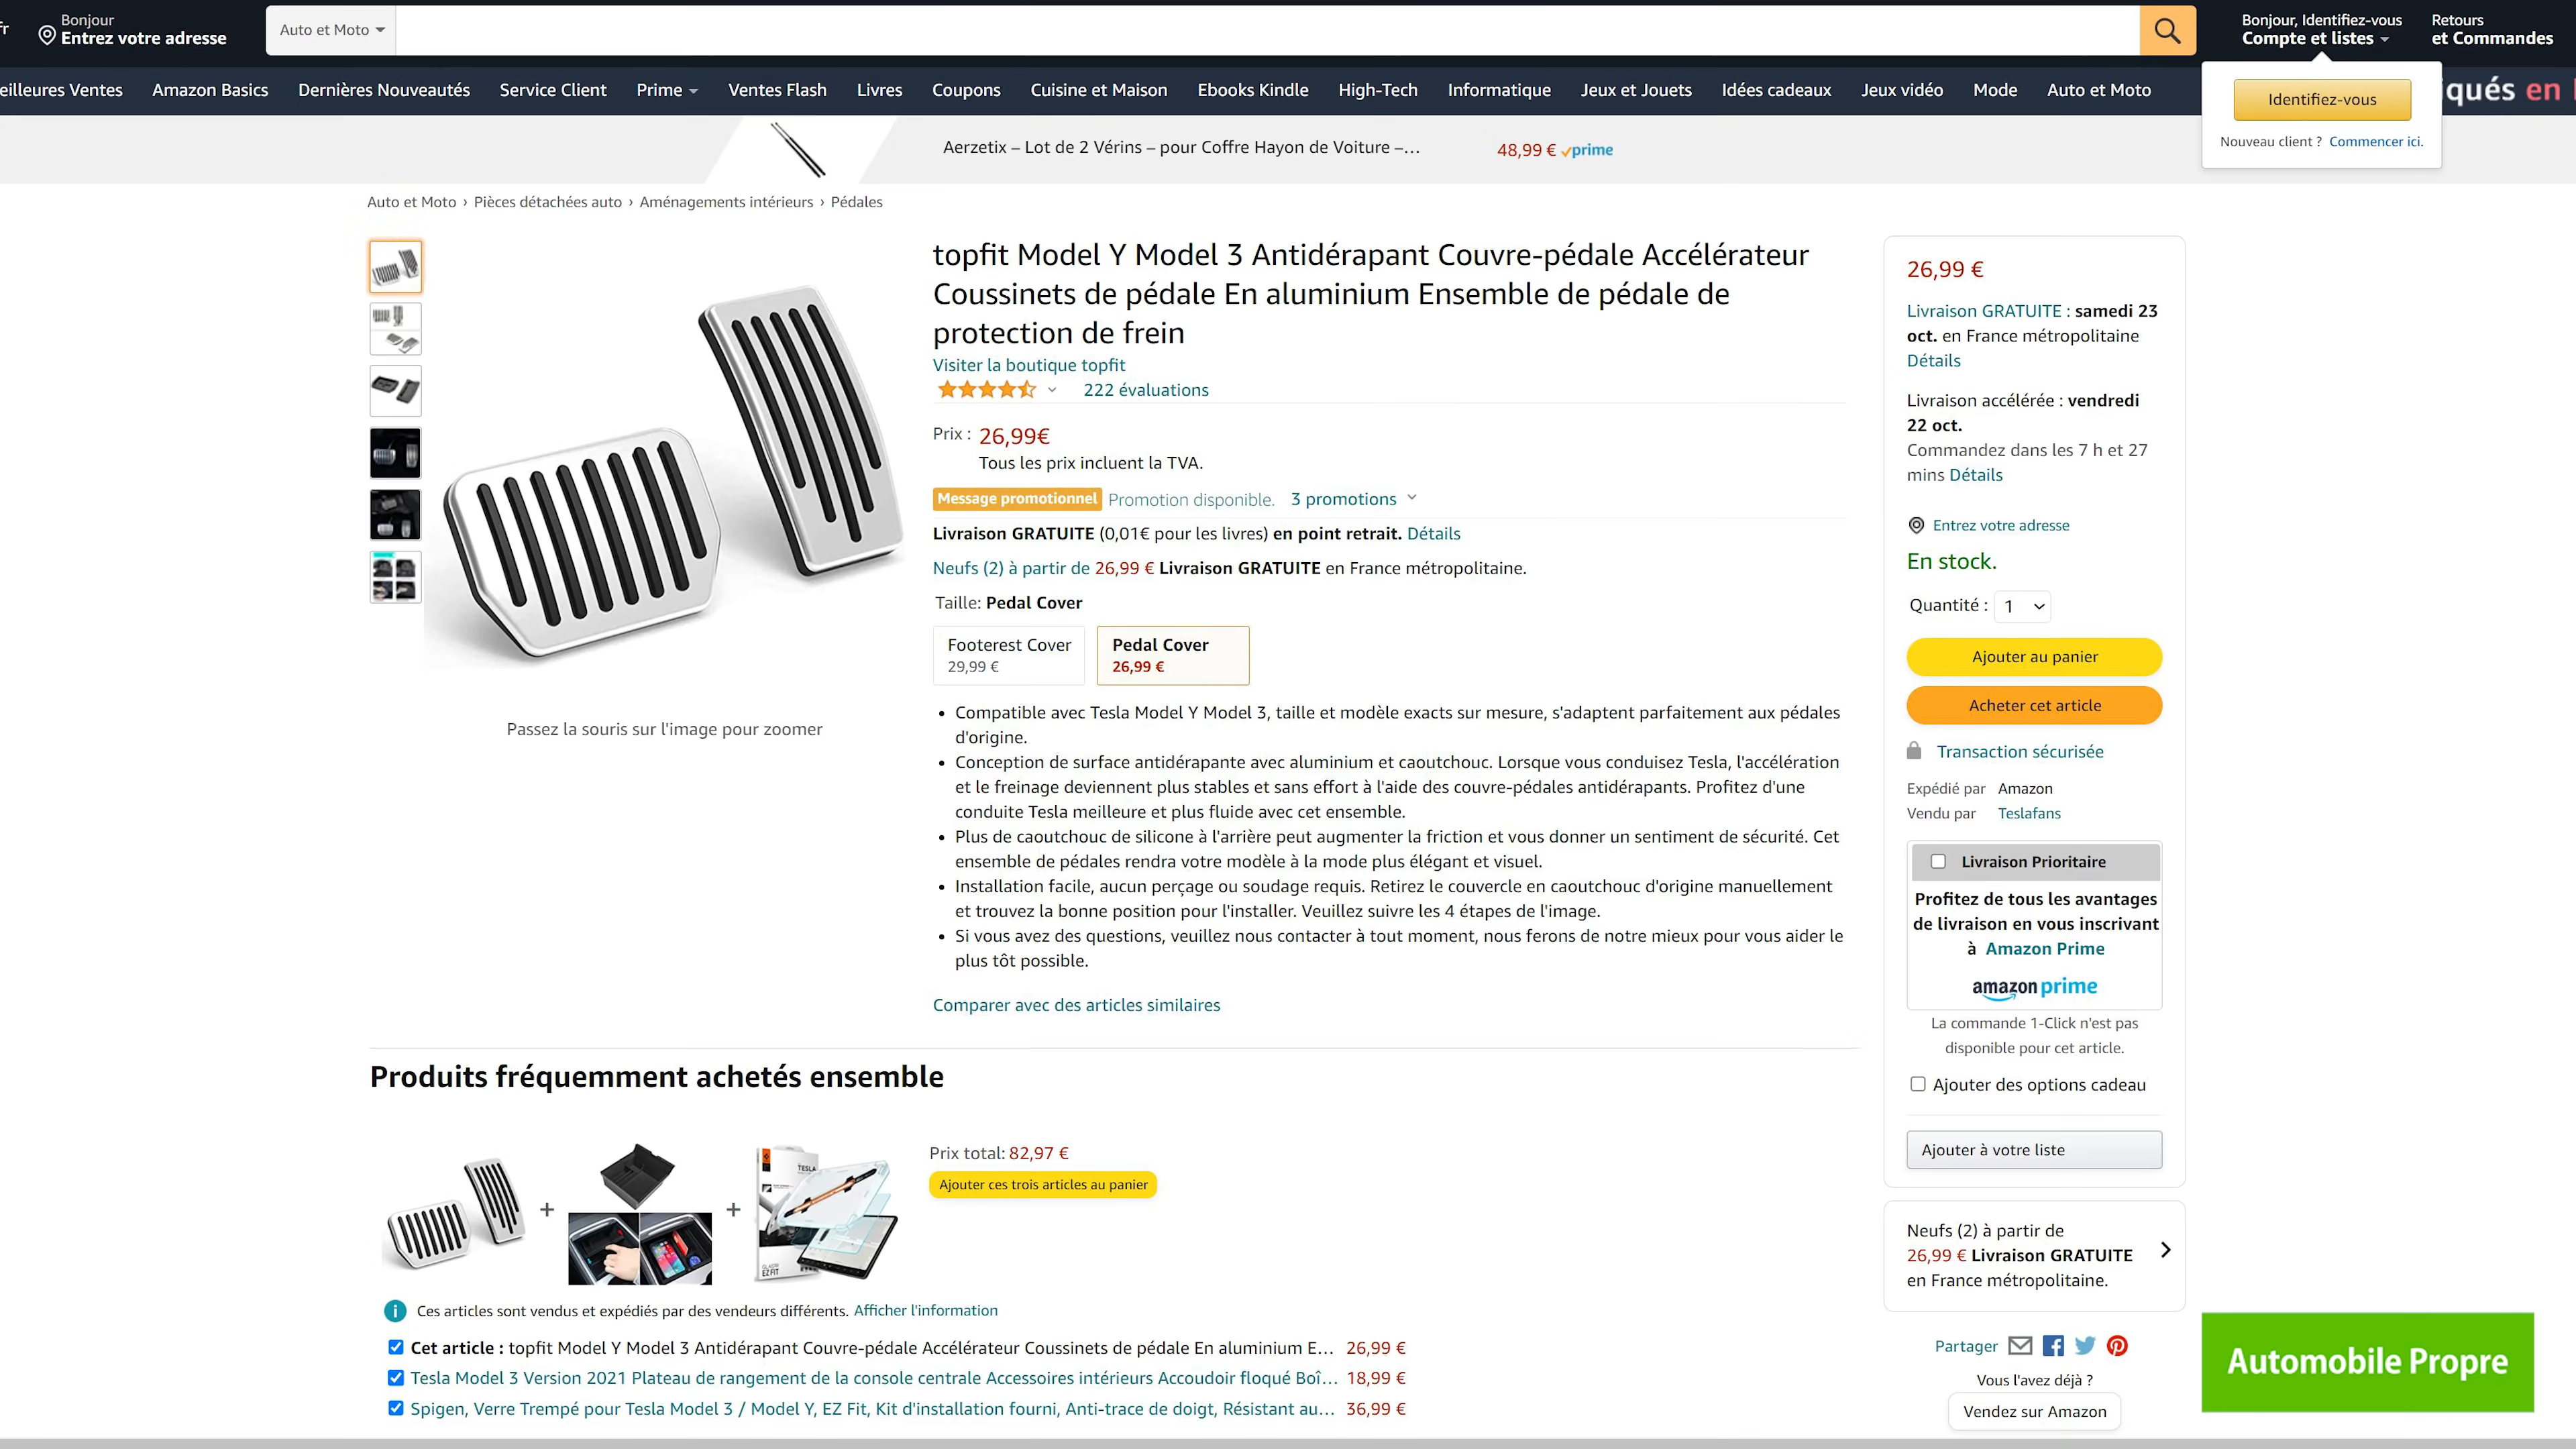 fr
Bonjour
Entrez votre adresse
Auto et Moto
Bonjour, Identifiez-vous
Compte et listes
Retours
et Commandes
eilleures Ventes
Amazon Basics
Dernières Nouveautés
Service Client
Prime
Ventes Flash
Livres
Coupons
Cuisine et Maison
Ebooks Kindle
High-Tech
Informatique
Jeux et Jouets
Idées cadeaux
Jeux vidéo
Mode
Auto et Moto
iqués en
Identifiez-vous
Nouveau client ? Commencer ici.
Aerzetix – Lot de 2 Vérins – pour Coffre Hayon de Voiture –…
48,99 € prime
Auto et Moto › Pièces détachées auto › Aménagements intérieurs › Pédales
Passez la souris sur l'image pour zoomer
topfit Model Y Model 3 Antidérapant Couvre-pédale Accélérateur
Coussinets de pédale En aluminium Ensemble de pédale de
protection de frein
Visiter la boutique topfit
222 évaluations
Prix : 26,99€
Tous les prix incluent la TVA.
Message promotionnel Promotion disponible. 3 promotions
Livraison GRATUITE (0,01€ pour les livres) en point retrait. Détails
Neufs (2) à partir de 26,99 € Livraison GRATUITE en France métropolitaine.
Taille: Pedal Cover
Footerest Cover
29,99 €
Pedal Cover
26,99 €
• Compatible avec Tesla Model Y Model 3, taille et modèle exacts sur mesure, s'adaptent parfaitement aux pédales
d'origine.
• Conception de surface antidérapante avec aluminium et caoutchouc. Lorsque vous conduisez Tesla, l'accélération
et le freinage deviennent plus stables et sans effort à l'aide des couvre-pédales antidérapants. Profitez d'une
conduite Tesla meilleure et plus fluide avec cet ensemble.
• Plus de caoutchouc de silicone à l'arrière peut augmenter la friction et vous donner un sentiment de sécurité. Cet
ensemble de pédales rendra votre modèle à la mode plus élégant et visuel.
• Installation facile, aucun perçage ou soudage requis. Retirez le couvercle en caoutchouc d'origine manuellement
et trouvez la bonne position pour l'installer. Veuillez suivre les 4 étapes de l'image.
• Si vous avez des questions, veuillez nous contacter à tout moment, nous ferons de notre mieux pour vous aider le
plus tôt possible.
Comparer avec des articles similaires
26,99 €
Livraison GRATUITE : samedi 23
oct. en France métropolitaine
Détails
Livraison accélérée : vendredi
22 oct.
Commandez dans les 7 h et 27
mins Détails
Entrez votre adresse
En stock.
Quantité : 1
Ajouter au panier
Acheter cet article
Transaction sécurisée
Expédié par Amazon
Vendu par Teslafans
Livraison Prioritaire
Profitez de tous les avantages
de livraison en vous inscrivant
à Amazon Prime
amazon prime
La commande 1-Click n'est pas
disponible pour cet article.
Ajouter des options cadeau
Ajouter à votre liste
Neufs (2) à partir de
26,99 € Livraison GRATUITE
en France métropolitaine.
Partager
Vous l'avez déjà ?
Vendez sur Amazon
Produits fréquemment achetés ensemble
+
+
TESLA
EZ FIT
Prix total: 82,97 €
Ajouter ces trois articles au panier
Ces articles sont vendus et expédiés par des vendeurs différents. Afficher l'information
Cet article : topfit Model Y Model 3 Antidérapant Couvre-pédale Accélérateur Coussinets de pédale En aluminium E… 26,99 €
Tesla Model 3 Version 2021 Plateau de rangement de la console centrale Accessoires intérieurs Accoudoir floqué Boî… 18,99 €
Spigen, Verre Trempé pour Tesla Model 3 / Model Y, EZ Fit, Kit d'installation fourni, Anti-trace de doigt, Résistant au… 36,99 €
Automobile Propre